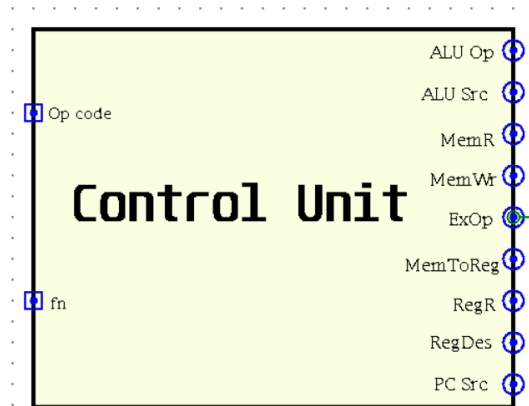 ALU Op
ALU Src
Op code
MemR
MemWr
Control Unit
ExOp
MemToReg
fn
RegR
RegDes
PC Src